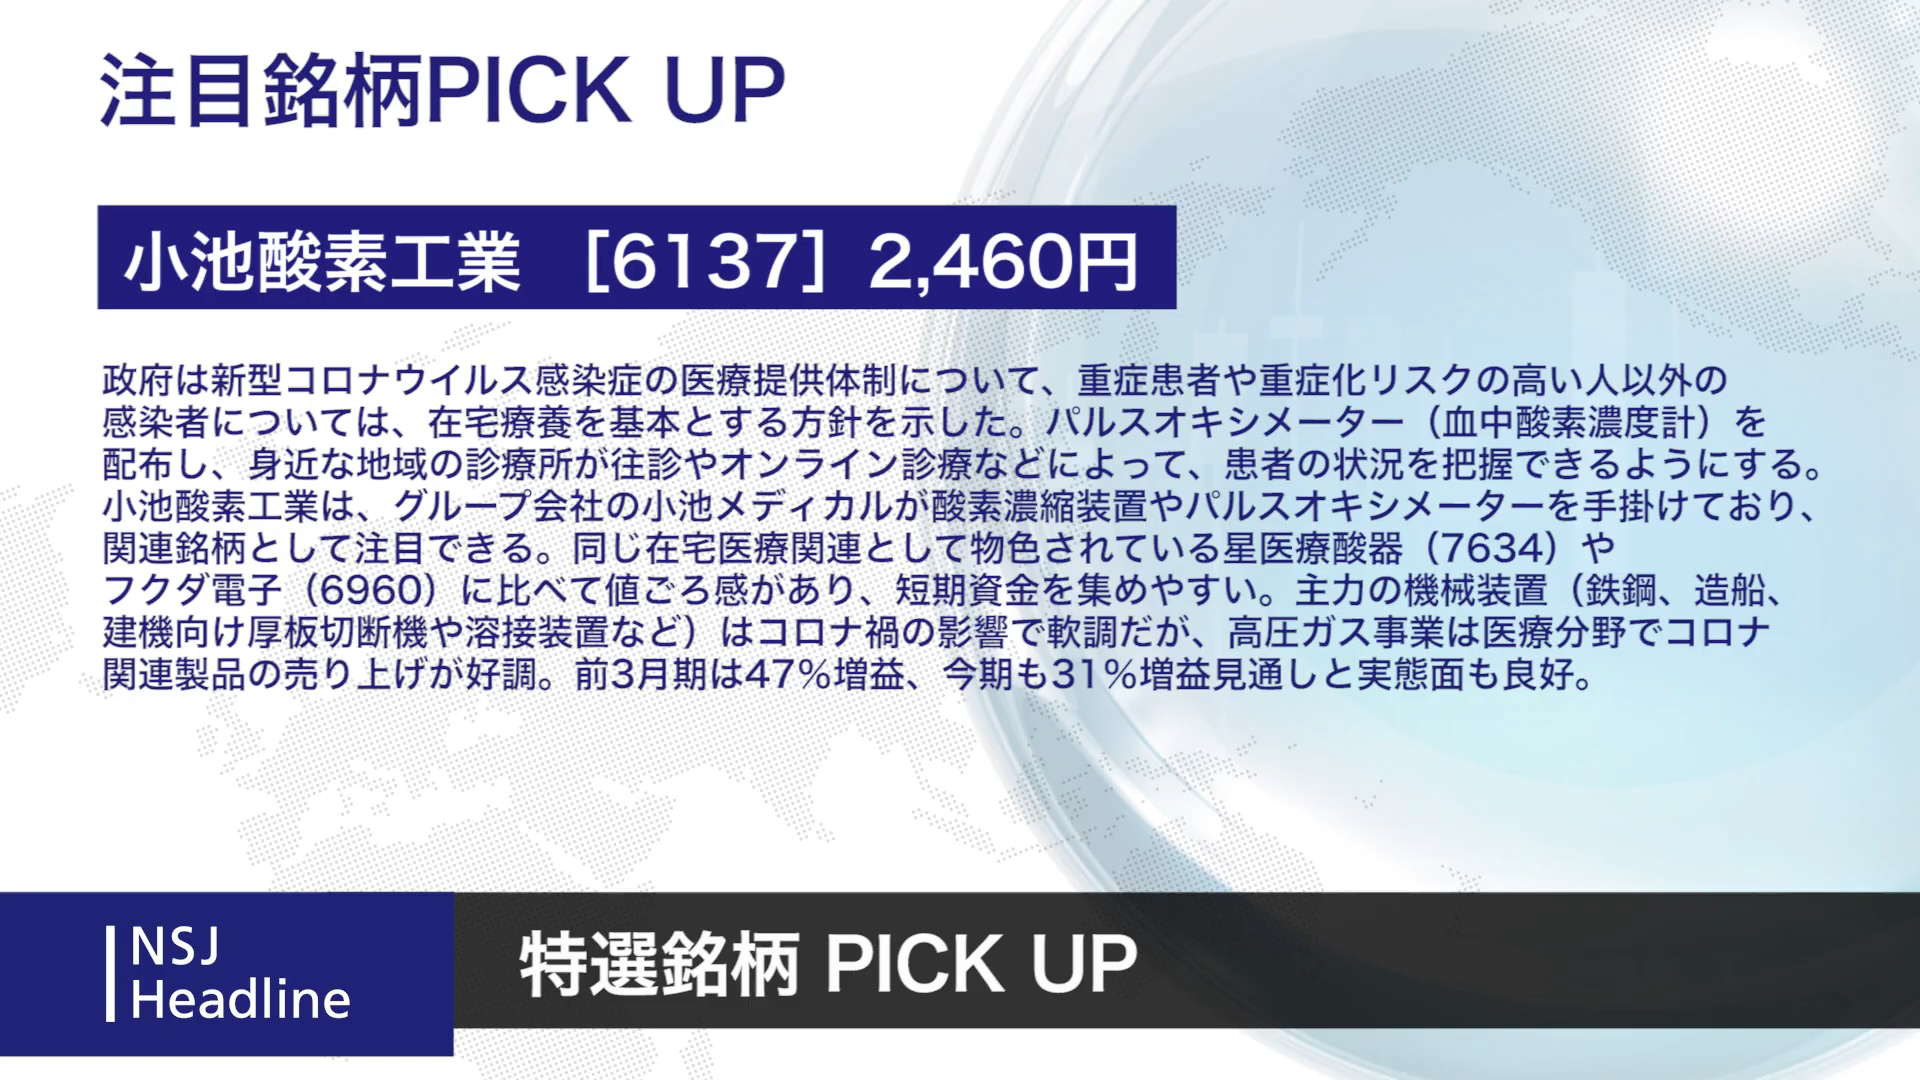 注目銘柄PICK UP
小池酸素工業 ［6137］2,460円
政府は新型コロナウイルス感染症の医療提供体制について、重症患者や重症化リスクの高い人以外の
感染者については、在宅療養を基本とする方針を示した。パルスオキシメーター（血中酸素濃度計）を
配布し、身近な地域の診療所が往診やオンライン診療などによって、患者の状況を把握できるようにする。
小池酸素工業は、グループ会社の小池メディカルが酸素濃縮装置やパルスオキシメーターを手掛けており、
関連銘柄として注目できる。同じ在宅医療関連として物色されている星医療酸器（7634）や
フクダ電子（6960）に比べて値ごろ感があり、短期資金を集めやすい。主力の機械装置（鉄鋼、造船、
建機向け厚板切断機や溶接装置など）はコロナ禍の影響で軟調だが、高圧ガス事業は医療分野でコロナ
関連製品の売り上げが好調。前3月期は47％増益、今期も31％増益見通しと実態面も良好。
NSJ
Headline
特選銘柄 PICK UP